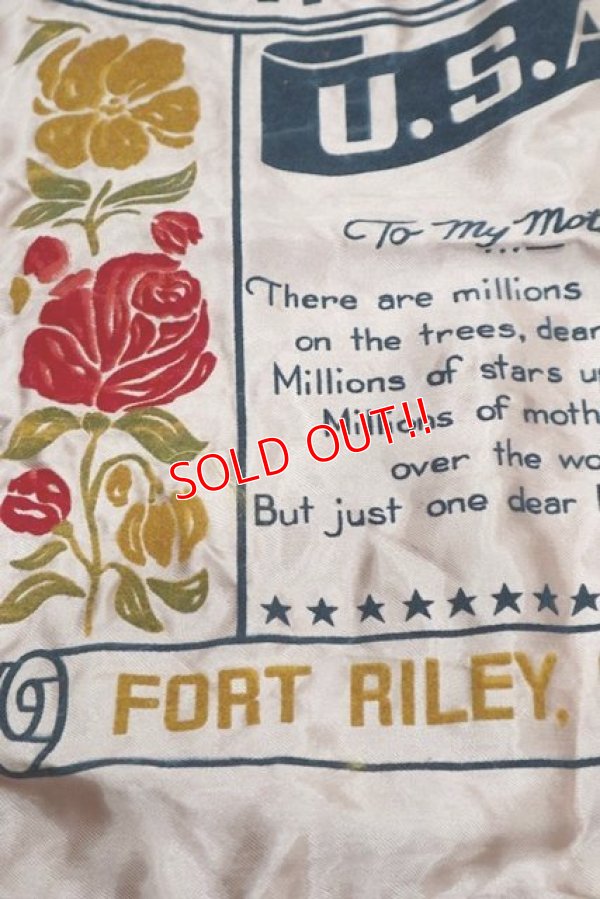 U.S.A
To My Mot
There are millions
on the trees, dear
Millions of stars u
Millions of moth
over the wo
But just one dear
SOLD OUT!!
FORT RILEY,